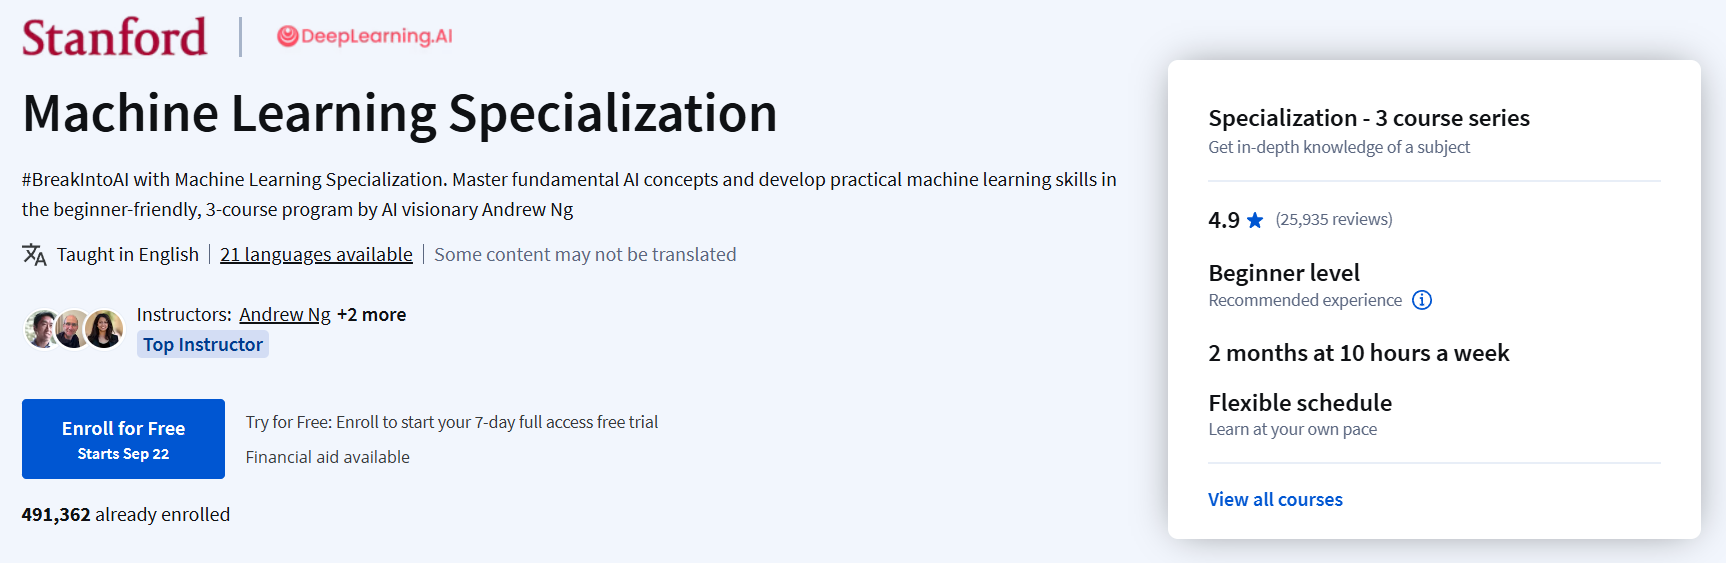 Stanford
DeepLearning.AI
Machine Learning Specialization
#BreakIntoAI with Machine Learning Specialization. Master fundamental AI concepts and develop practical machine learning skills in
the beginner-friendly, 3-course program by AI visionary Andrew Ng
Taught in English
21 languages available
Some content may not be translated
Instructors: Andrew Ng +2 more
Top Instructor
Enroll for Free
Starts Sep 22
Try for Free: Enroll to start your 7-day full access free trial
Financial aid available
491,362 already enrolled
Specialization - 3 course series
Get in-depth knowledge of a subject
4.9 ★ (25,935 reviews)
Beginner level
Recommended experience
2 months at 10 hours a week
Flexible schedule
Learn at your own pace
View all courses